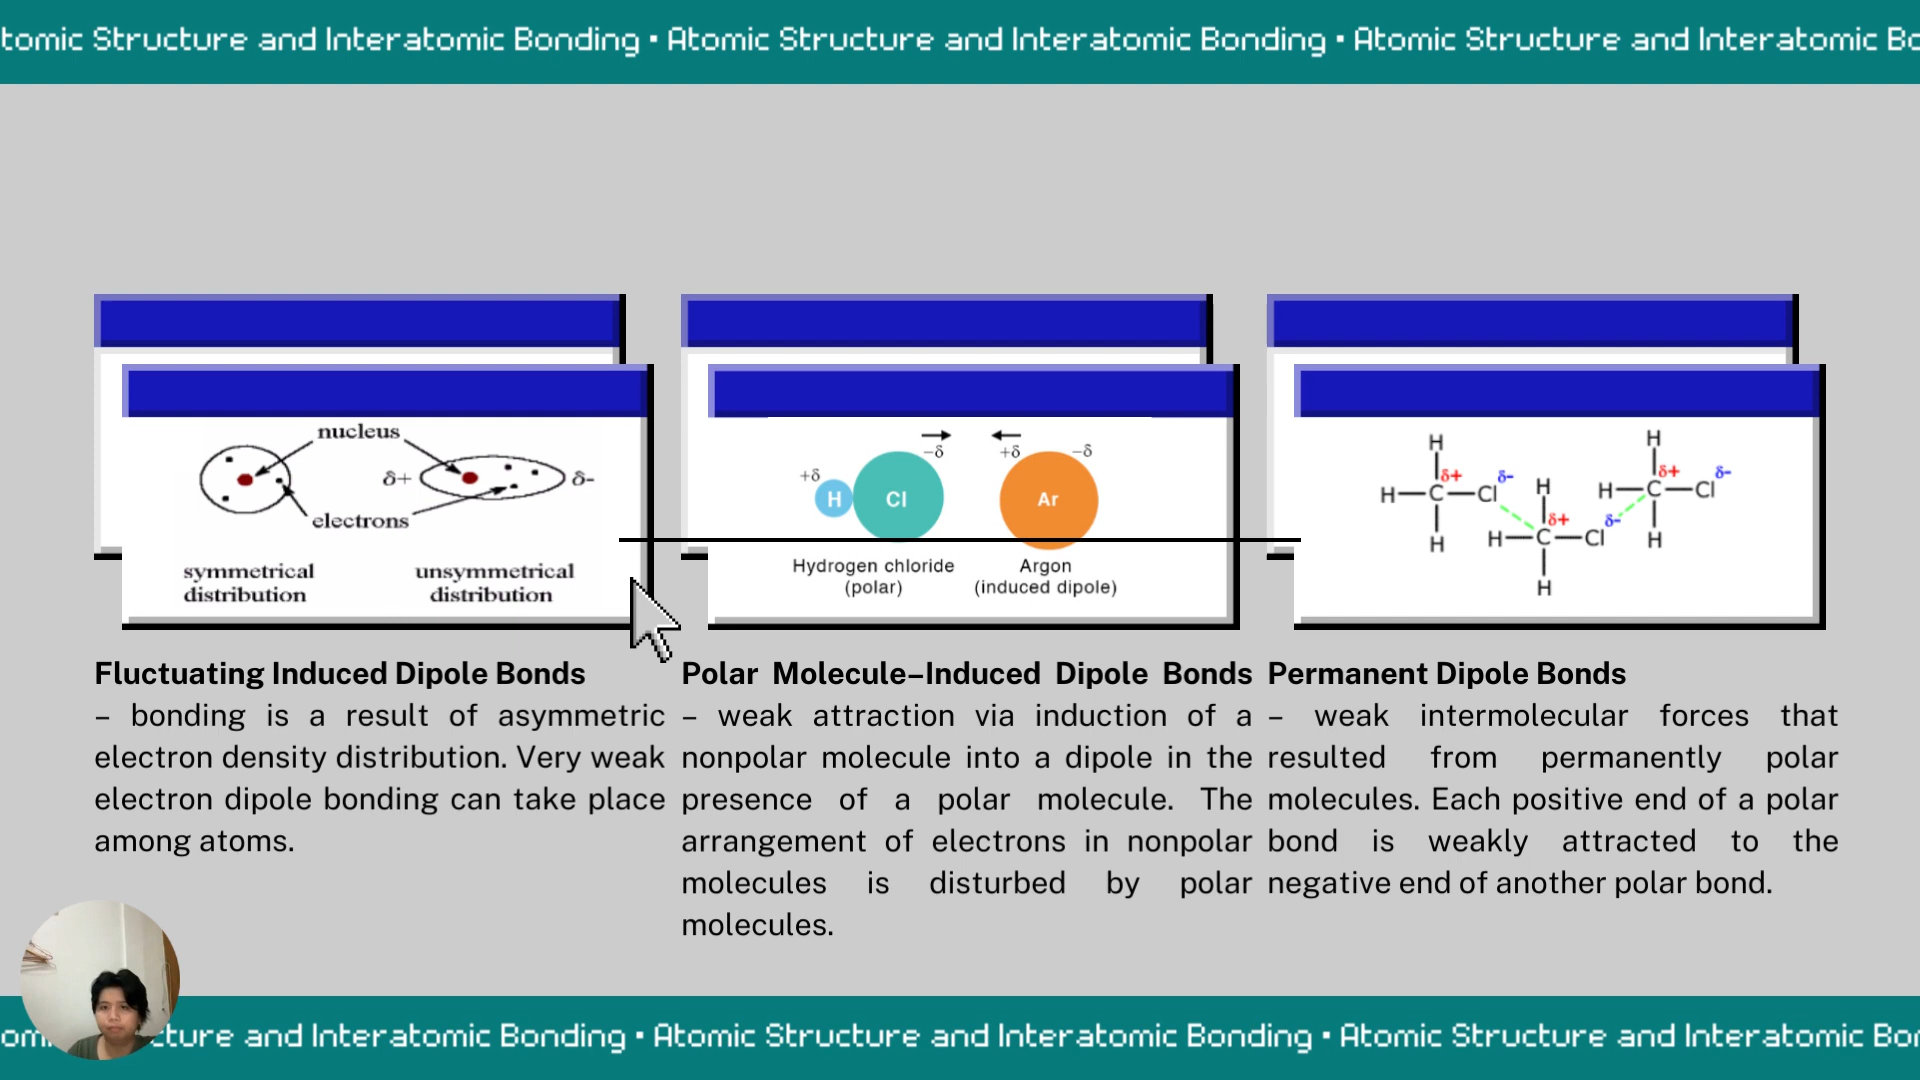 tomic Structure and Interatomic Bonding • Atomic Structure and Interatomic Bonding • Atomic Structure and Interatomic Bo
nucleus
δ+ δ-
electrons
symmetrical unsymmetrical
distribution distribution
+δ −δ +δ −δ
H Cl Ar
Hydrogen chloride Argon
(polar) (induced dipole)
H H
δ+ δ- δ+ δ-
H—C—Cl H H—C—Cl
δ+ δ-
H H—C—Cl H
H
Fluctuating Induced Dipole Bonds
– bonding is a result of asymmetric
electron density distribution. Very weak
electron dipole bonding can take place
among atoms.
Polar Molecule–Induced Dipole Bonds
– weak attraction via induction of a
nonpolar molecule into a dipole in the
presence of a polar molecule. The
arrangement of electrons in nonpolar
molecules is disturbed by polar
molecules.
Permanent Dipole Bonds
– weak intermolecular forces that
resulted from permanently polar
molecules. Each positive end of a polar
bond is weakly attracted to the
negative end of another polar bond.
om cture and Interatomic Bonding • Atomic Structure and Interatomic Bonding • Atomic Structure and Interatomic Bor